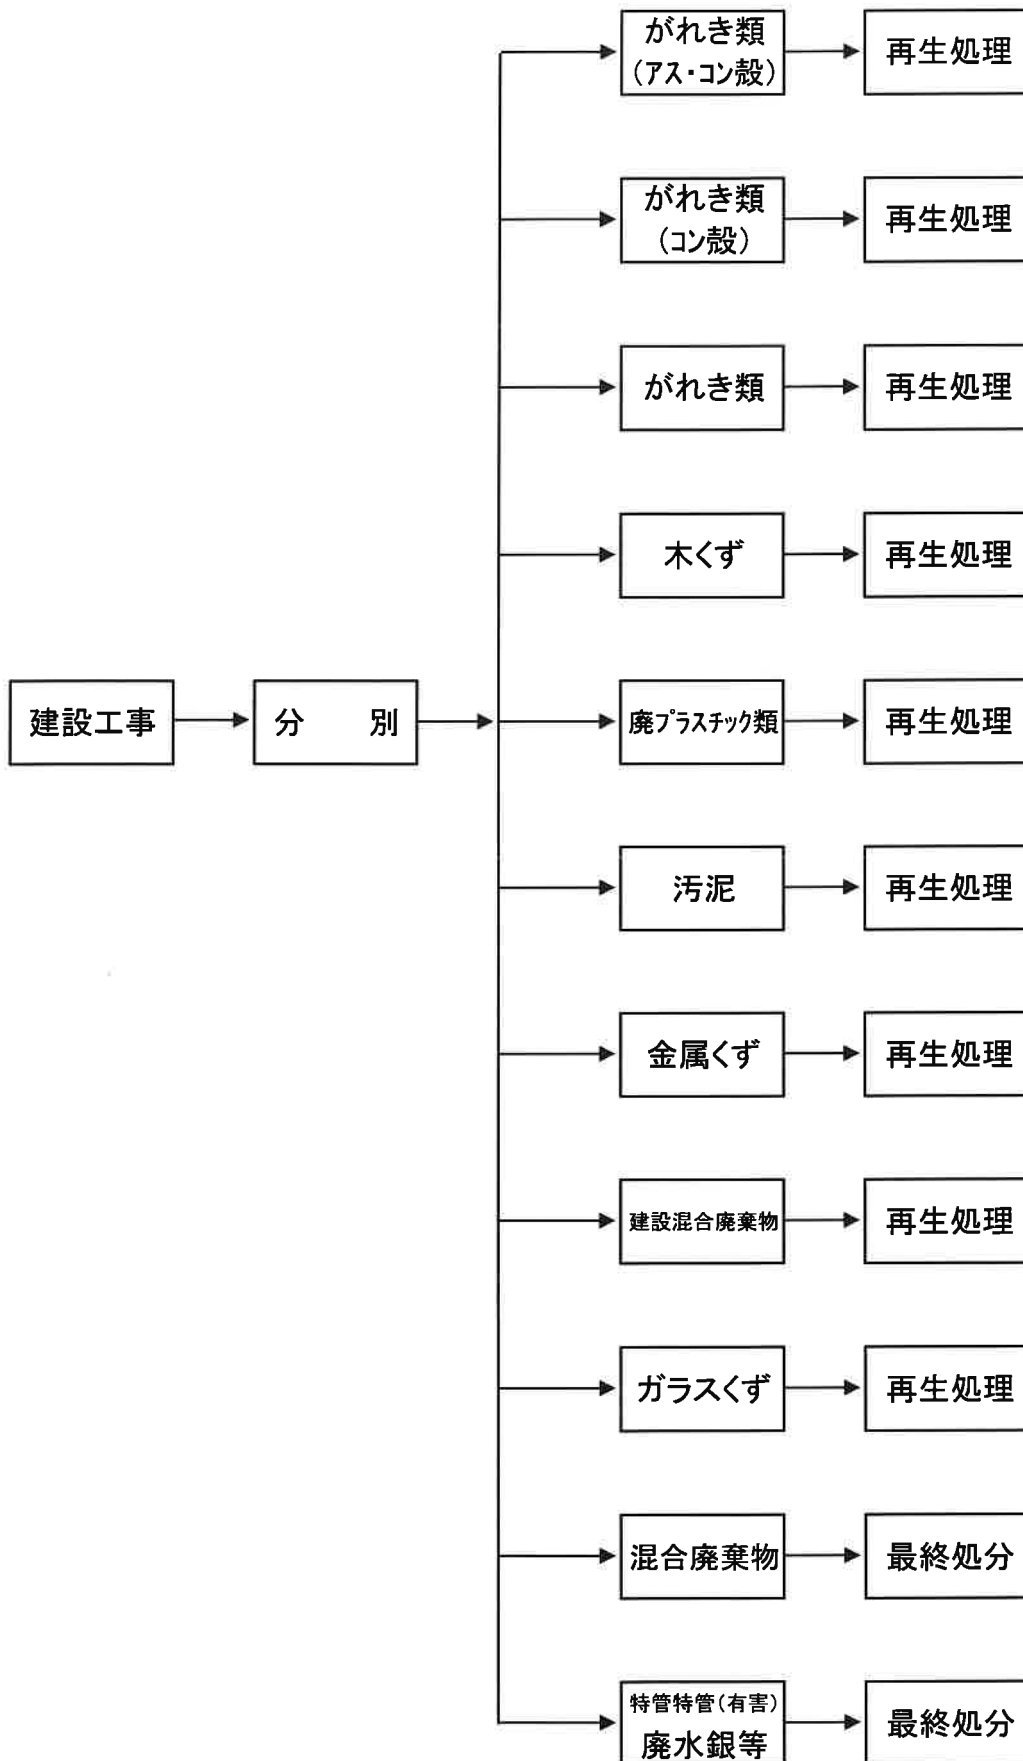 がれき類
(アス・コン殻)
再生処理
がれき類
(コン殻)
再生処理
がれき類
再生処理
木くず
再生処理
建設工事
分　　別
廃プラスチック類
再生処理
汚泥
再生処理
金属くず
再生処理
建設混合廃棄物
再生処理
ガラスくず
再生処理
混合廃棄物
最終処分
特管特管(有害)
廃水銀等
最終処分